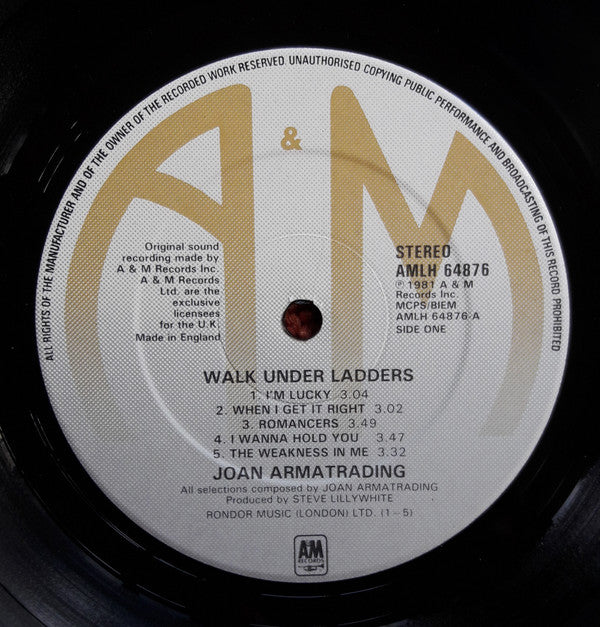 ALL RIGHTS OF THE MANUFACTURER AND OF THE OWNER OF THE RECORDED WORK RESERVED. UNAUTHORISED COPYING PUBLIC PERFORMANCE AND BROADCASTING OF THIS RECORD PROHIBITED
A & M
Original sound
recording made by
A & M Records Inc.
A & M Records
Ltd. are the
exclusive
licensees
for the U.K.
Made in England
STEREO
AMLH 64876
℗ 1981 A & M
Records Inc.
MCPS/BIEM
AMLH 64876-A
SIDE ONE
WALK UNDER LADDERS
1. I'M LUCKY 3.04
2. WHEN I GET IT RIGHT 3.02
3. ROMANCERS 3.49
4. I WANNA HOLD YOU 3.47
5. THE WEAKNESS IN ME 3.32
JOAN ARMATRADING
All selections composed by JOAN ARMATRADING
Produced by STEVE LILLYWHITE
RONDOR MUSIC (LONDON) LTD. (1–5)
AM
RECORDS